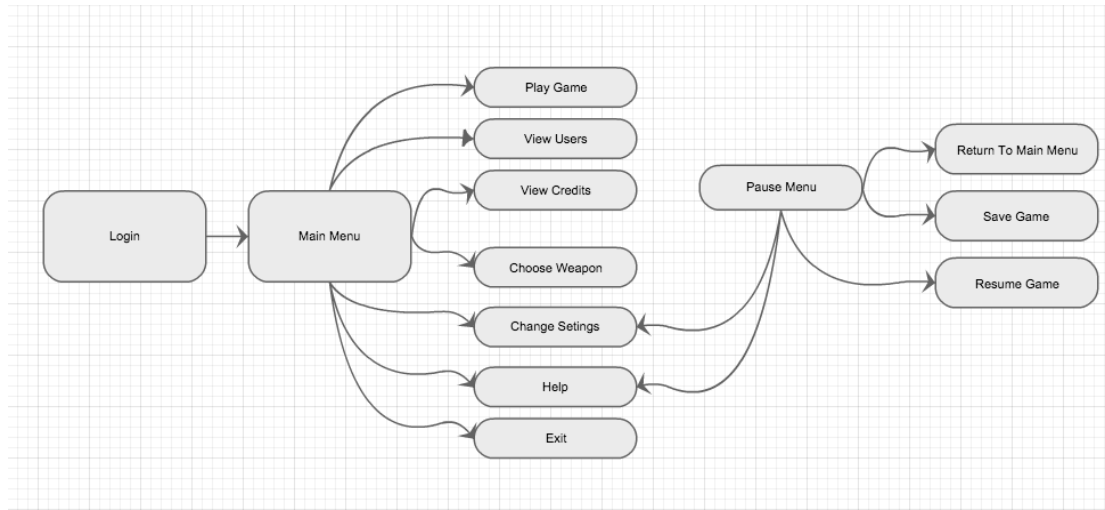 Play Game
View Users
View Credits
Login
Main Menu
Choose Weapon
Change Setings
Help
Exit
Pause Menu
Return To Main Menu
Save Game
Resume Game